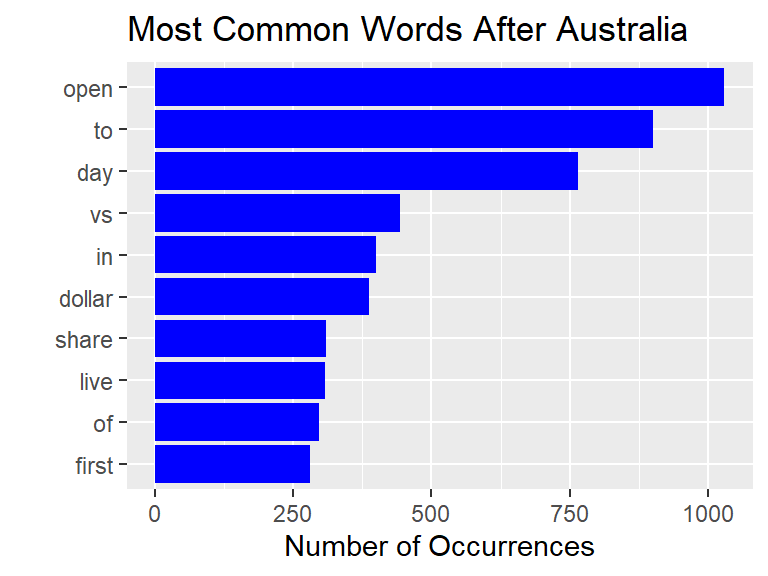 Most Common Words After Australia
open
to
day
vs
in
dollar
share
live
of
first
0 250 500 750 1000
Number of Occurrences